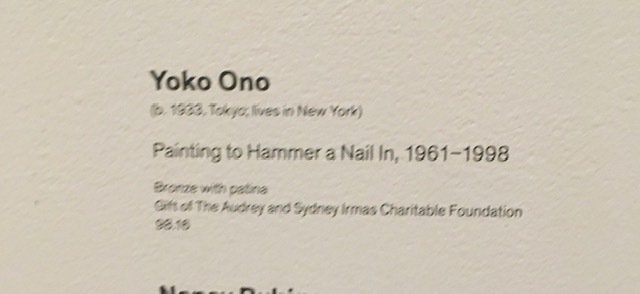 Yoko Ono
(b. 1933, Tokyo; lives in New York)
Painting to Hammer a Nail In, 1961–1998
Bronze with patina
Gift of The Audrey and Sydney Irmas Charitable Foundation
98.16